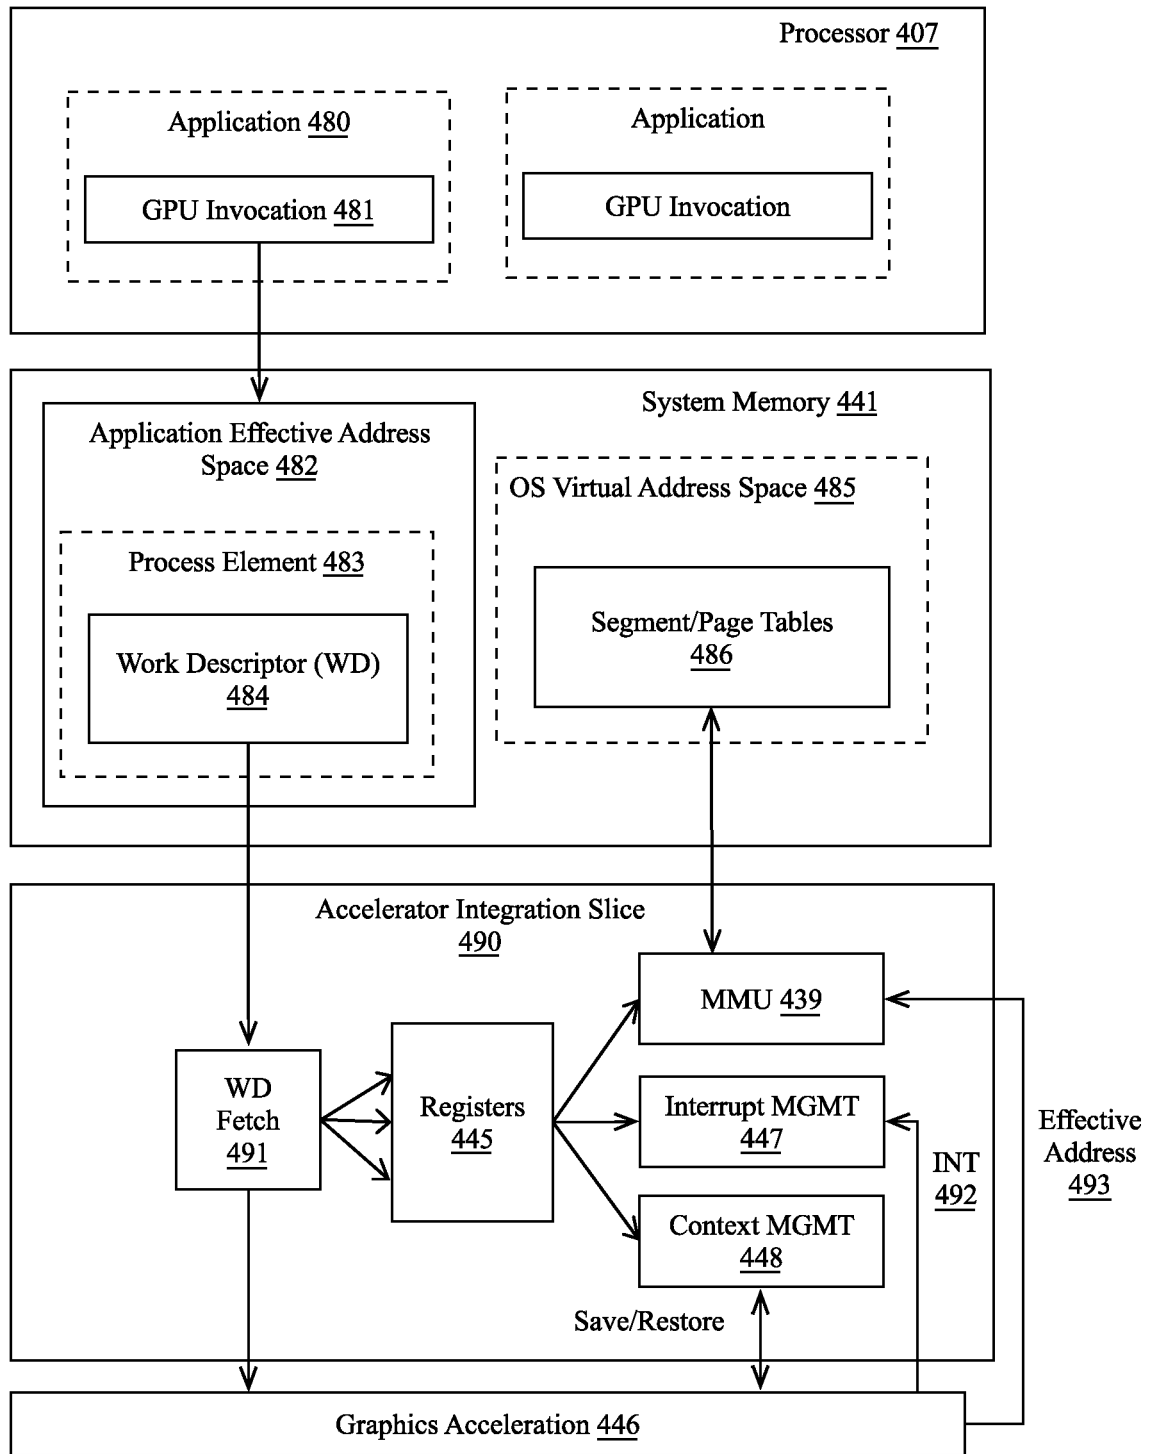 Processor 407
Application 480
Application
GPU Invocation 481
GPU Invocation
System Memory 441
Application Effective Address
Space 482
OS Virtual Address Space 485
Process Element 483
Segment/Page Tables
486
Work Descriptor (WD)
484
Accelerator Integration Slice
490
MMU 439
WD
Fetch
491
Registers
445
Interrupt MGMT
447
Effective
Address
493
INT
492
Context MGMT
448
Save/Restore
Graphics Acceleration 446